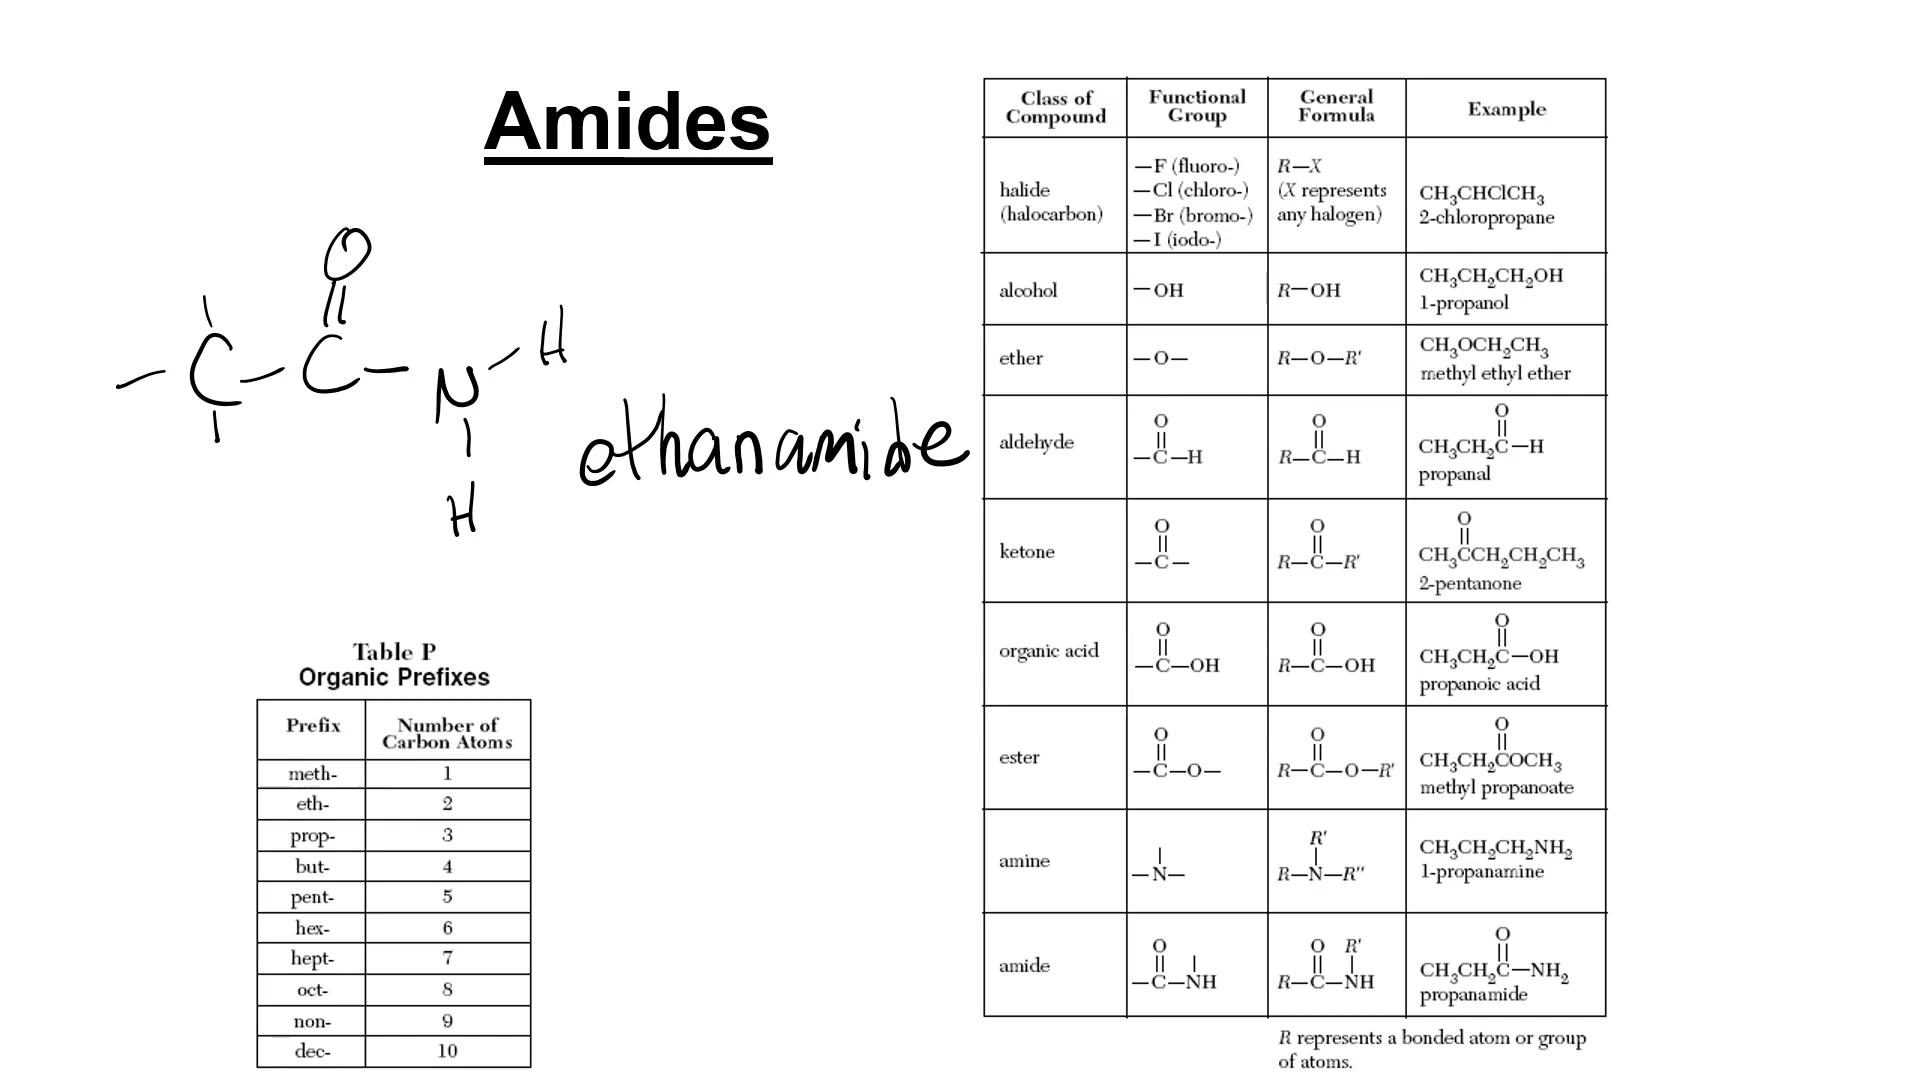 Amides
O
C C N H
H
ethanamide
Table P
Organic Prefixes
Prefix Number of Carbon Atoms
meth- 1
eth- 2
prop- 3
but- 4
pent- 5
hex- 6
hept- 7
oct- 8
non- 9
dec- 10
Class of Compound Functional Group General Formula Example
halide (halocarbon)
—F (fluoro-)
—Cl (chloro-)
—Br (bromo-)
—I (iodo-)
R—X
(X represents
any halogen)
CH₃CHClCH₃
2-chloropropane
alcohol
—OH
R—OH
CH₃CH₂CH₂OH
1-propanol
ether
—O—
R—O—R'
CH₃OCH₂CH₃
methyl ethyl ether
aldehyde
O
—C—H
O
R—C—H
O
CH₃CH₂C—H
propanal
ketone
O
—C—
O
R—C—R'
O
CH₃CCH₂CH₂CH₃
2-pentanone
organic acid
O
—C—OH
O
R—C—OH
O
CH₃CH₂C—OH
propanoic acid
ester
O
—C—O—
O
R—C—O—R'
O
CH₃CH₂COCH₃
methyl propanoate
amine
—N—
R'
R—N—R''
CH₃CH₂CH₂NH₂
1-propanamine
amide
O
—C—NH
O R'
R—C—NH
O
CH₃CH₂C—NH₂
propanamide
R represents a bonded atom or group
of atoms.